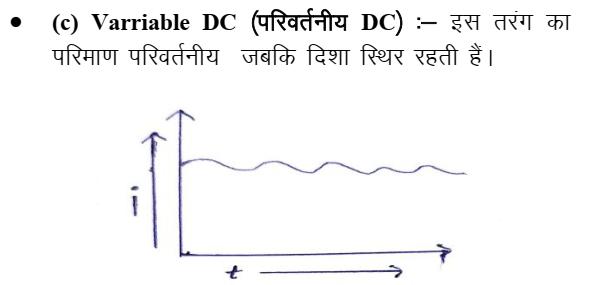 • (c) Varriable DC (परिवर्तनीय DC) :– इस तरंग का
परिमाण परिवर्तनीय जबकि दिशा स्थिर रहती हैं।
i
t